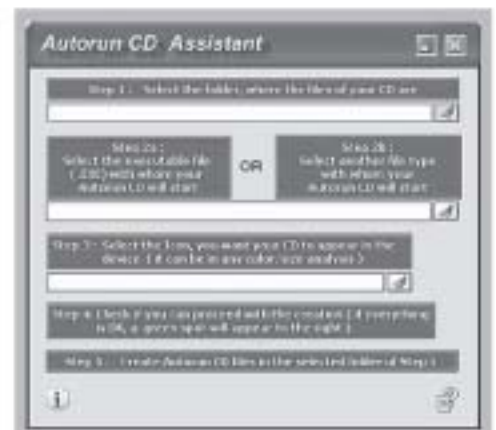 Autorun CD Assistant
Step 1 : Select the folder, where the files of your CD are
Step 2a :
Select the executable file
( .EXE) with whom your
Autorun CD will start
OR
Step 2b :
Select another file type
with whom your
Autorun CD will start
Step 3 : Select the Icon, you want your CD to appear in the
device ( it can be in any color/size analysis )
Step 4: Check if you can proceed with the creation ( if everything
is OK, a green spot will appear to the right )
Step 5 : Create Autorun CD files in the selected folder of Step 1
i